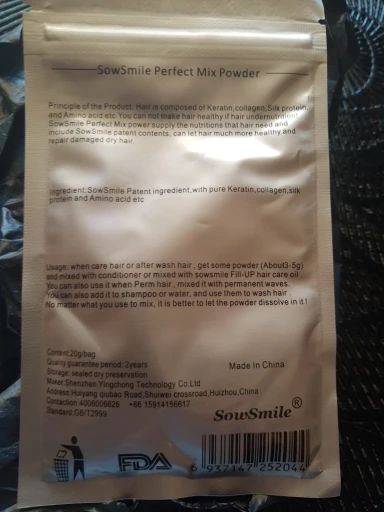 SowSmile Perfect Mix Powder
Principle of the Product: Hair is composed of Keratin,collagen,Silk protein
and Amino acid etc.You can not make hair healthy if hair undernutrient
SowSmile Perfect Mix power supply the nutritions that hair need and
include SowSmile patent contents, can let hair much more healthy and
repair damaged dry hair.
Ingredient:SowSmile Patent ingredient,with pure Keratin,collagen,silk
protein and Amino acid etc
Usage: when care hair or after wash hair , get some powder (About3-5g)
and mixed with conditioner or mixed with sowsmile Fill-UP hair care oil .
You can also use it when Perm hair , mixed it with permanent waves.
You can also add it to shampoo or water, and use them to wash hair .
No matter what you use to mix, it is better to let the powder dissolve in it !
Content:20g/bag
Quality guarantee period: 2years
Made In China
Storage: sealed dry preservation
Maker:Shenzhen Yingchong Technology Co.Ltd
Address:Huiyang qiubao Road,Shuiwei crossroad,Huizhou,China
Contection:4008006626 +86 15914156617
Standard:GB/T2999
SowSmile®
FDA
6 937147 252044